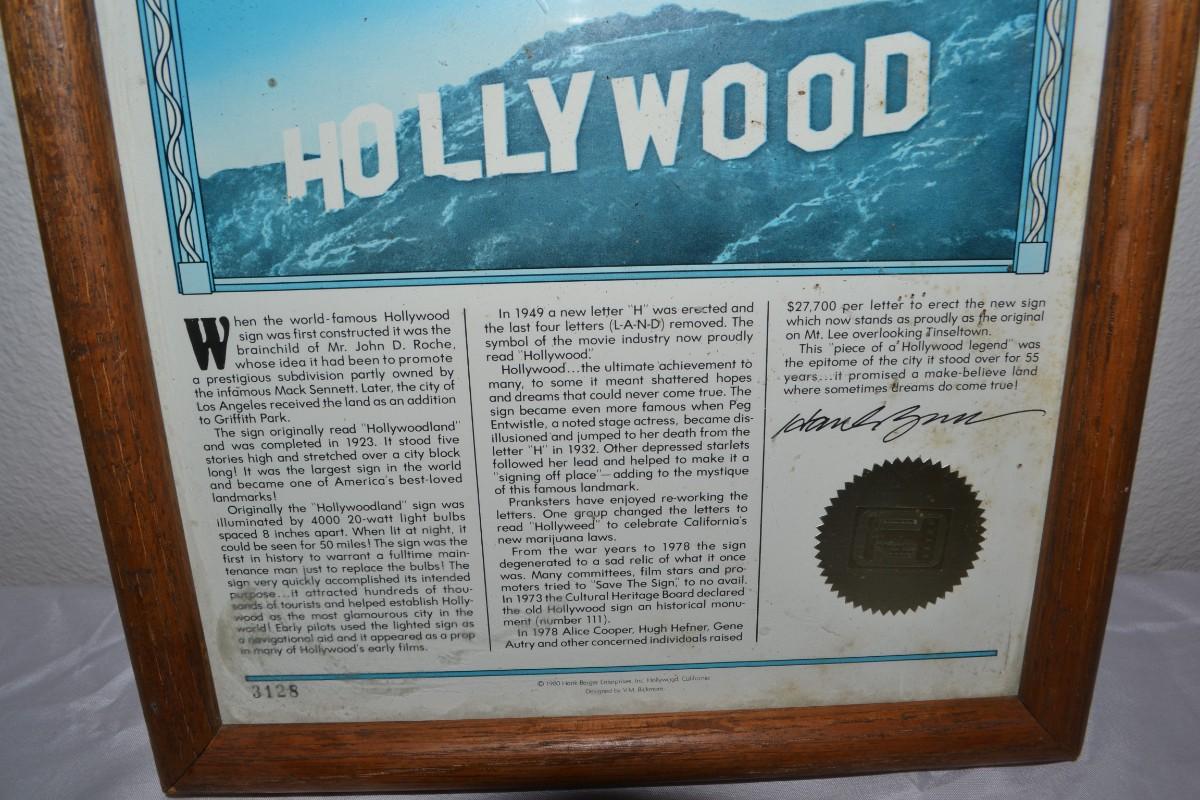 HOLLYWOOD
When the world-famous Hollywood
sign was first constructed it was the
brainchild of Mr. John D. Roche,
whose idea it had been to promote
a prestigious subdivision partly owned by
the infamous Mack Sennett. Later, the city of
Los Angeles received the land as an addition
to Griffith Park.
The sign originally read "Hollywoodland"
and was completed in 1923. It stood five
stories high and stretched over a city block
long! It was the largest sign in the world
and became one of America's best-loved
landmarks!
Originally the "Hollywoodland" sign was
illuminated by 4000 20-watt light bulbs
spaced 8 inches apart. When lit at night, it
could be seen for 50 miles! The sign was the
first in history to warrant a fulltime main-
tenance man just to replace the bulbs! The
sign very quickly accomplished its intended
purpose...it attracted hundreds of thou-
sands of tourists and helped establish Holly-
wood as the most glamourous city in the
world! Early pilots used the lighted sign as
a navigational aid and it appeared as a prop
in many of Hollywood's early films.
In 1949 a new letter "H" was erected and
the last four letters (L-A-N-D) removed. The
symbol of the movie industry now proudly
read "Hollywood."
Hollywood...the ultimate achievement to
many, to some it meant shattered hopes
and dreams that could never come true. The
sign became even more famous when Peg
Entwistle, a noted stage actress, became dis-
illusioned and jumped to her death from the
letter "H" in 1932. Other depressed starlets
followed her lead and helped to make it a
"signing off place"—adding to the mystique
of this famous landmark.
Pranksters have enjoyed re-working the
letters. One group changed the letters to
read "Hollyweed" to celebrate California's
new marijuana laws.
From the war years to 1978 the sign
degenerated to a sad relic of what it once
was. Many committees, film stars and pro-
moters tried to "Save The Sign," to no avail.
In 1973 the Cultural Heritage Board declared
the old Hollywood sign an historical monu-
ment (number 111).
In 1978 Alice Cooper, Hugh Hefner, Gene
Autry and other concerned individuals raised
$27,700 per letter to erect the new sign
which now stands as proudly as the original
on Mt. Lee overlooking Tinseltown.
This "piece of a Hollywood legend" was
the epitome of the city it stood over for 55
years...it promised a make-believe land
where sometimes dreams do come true!
3128
© 1980 Hank Berger Enterprises, Inc. Hollywood, California
Designed by V.M. Bickmore